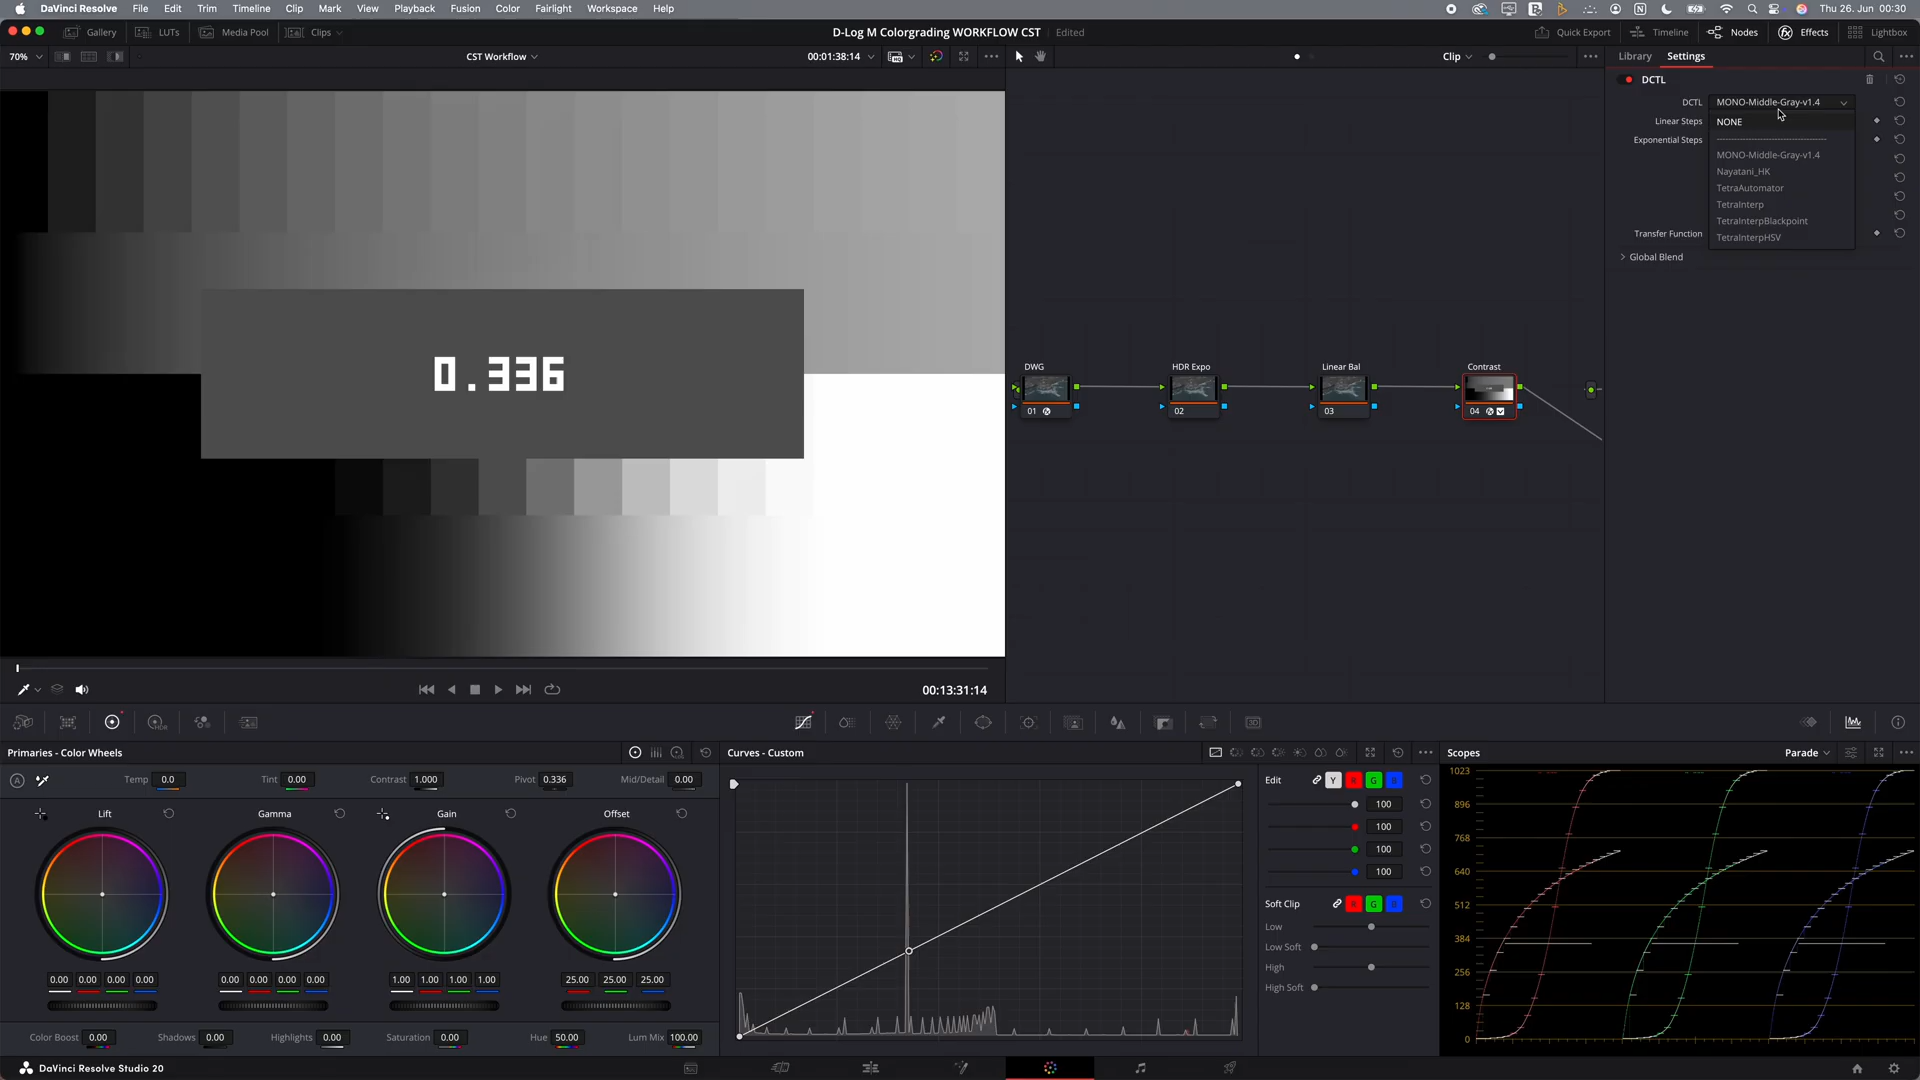 DaVinci Resolve File Edit Trim Timeline Clip Mark View Playback Fusion Color Fairlight Workspace Help Thu 26. Jun 00:30
Gallery LUTs Media Pool Clips D-Log M Colorgrading WORKFLOW CST Edited Quick Export Timeline Nodes Effects Lightbox
70% CST Workflow 00:01:38:14 Clip Library Settings
DCTL
DCTL MONO-Middle-Gray-v1.4
Linear Steps NONE
Exponential Steps
MONO-Middle-Gray-v1.4
Nayatani_HK
TetraAutomator
TetraInterp
TetraInterpBlackpoint
Transfer Function TetraInterpHSV
Global Blend
0.336
DWG HDR Expo Linear Bal Contrast
01 02 03 04
00:13:31:14
Primaries - Color Wheels Curves - Custom Scopes Parade
A Temp 0.0 Tint 0.00 Contrast 1.000 Pivot 0.336 Mid/Detail 0.00 Edit Y R G B
Lift Gamma Gain Offset
0.00 0.00 0.00 0.00 0.00 0.00 0.00 0.00 1.00 1.00 1.00 1.00 25.00 25.00 25.00
Color Boost 0.00 Shadows 0.00 Highlights 0.00 Saturation 0.00 Hue 50.00 Lum Mix 100.00
100
100
100
100
Soft Clip R G B
Low
Low Soft
High
High Soft
1023
896
768
640
512
384
256
128
0
DaVinci Resolve Studio 20